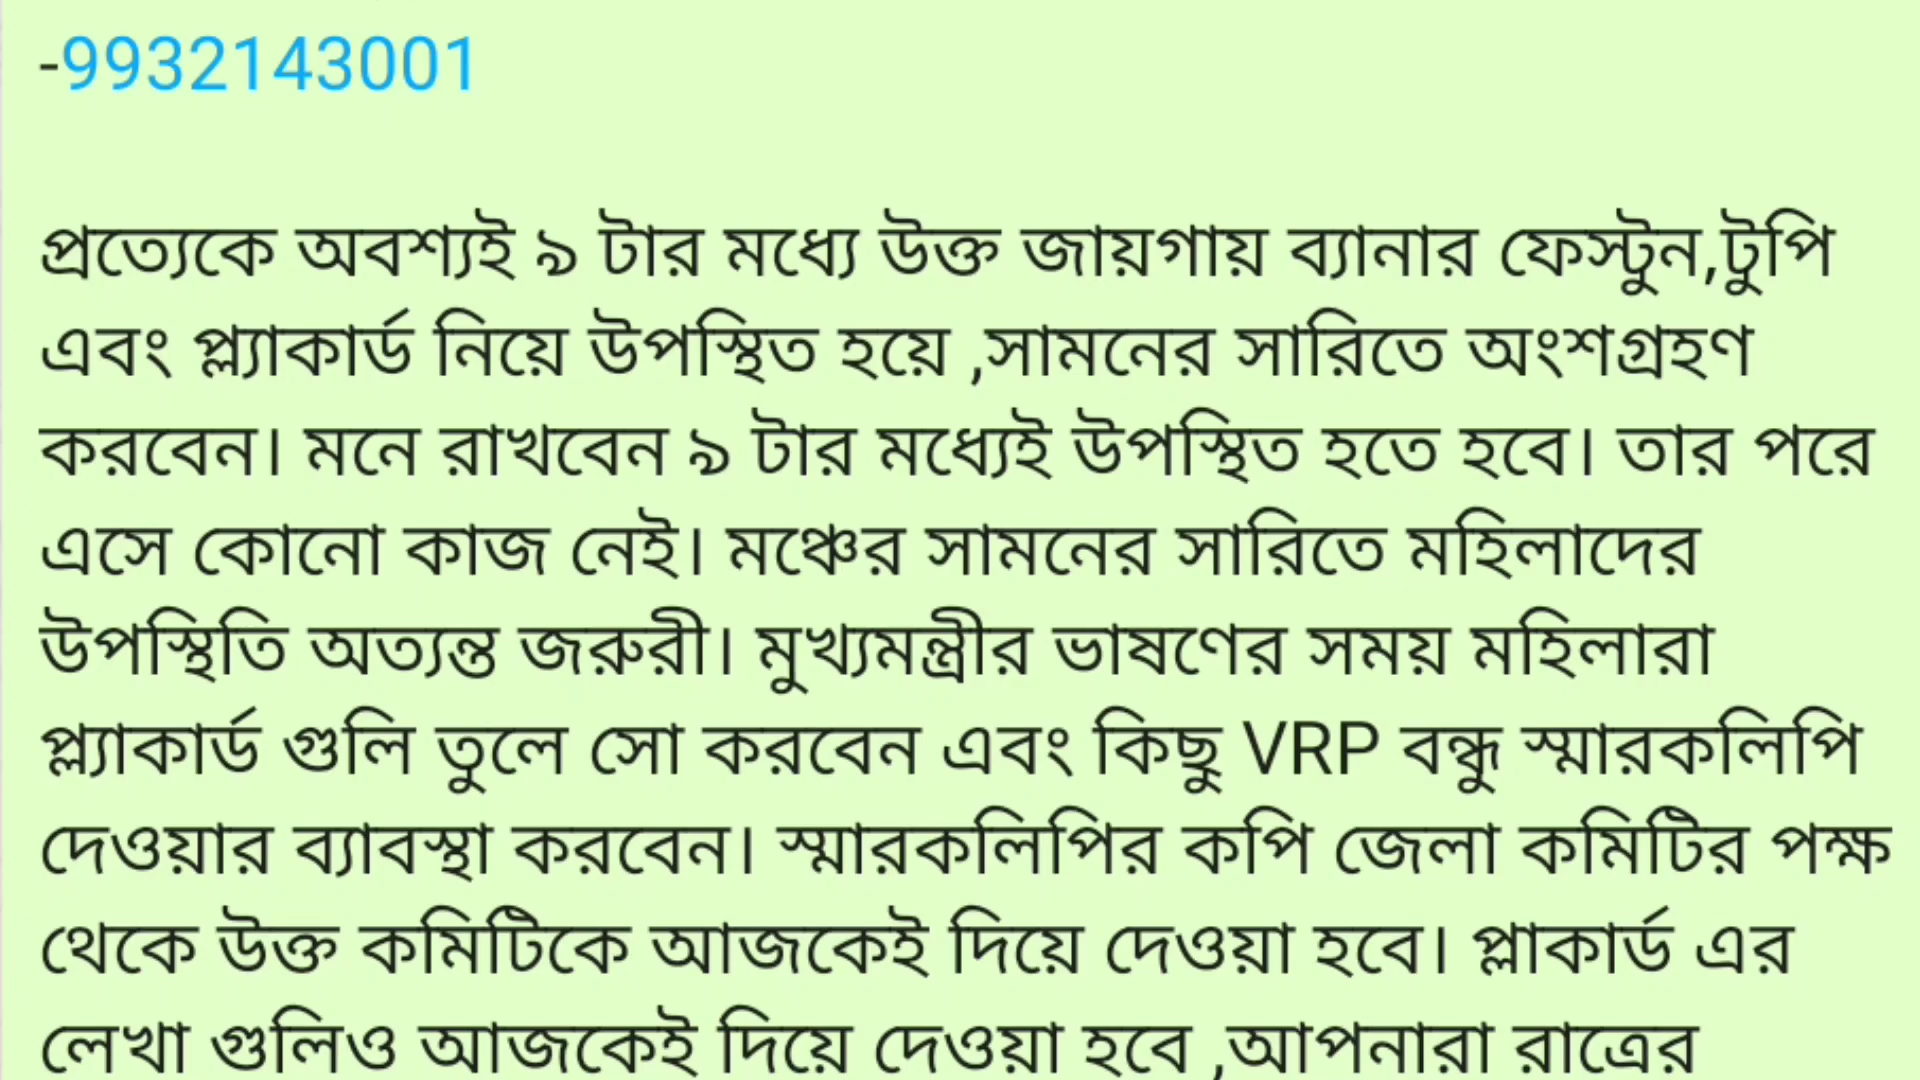 -9932143001
প্রত্যেকে অবশ্যই ৯ টার মধ্যে উক্ত জায়গায় ব্যানার ফেস্টুন,টুপি
এবং প্ল্যাকার্ড নিয়ে উপস্থিত হয়ে ,সামনের সারিতে অংশগ্রহণ
করবেন। মনে রাখবেন ৯ টার মধ্যেই উপস্থিত হতে হবে। তার পরে
এসে কোনো কাজ নেই। মঞ্চের সামনের সারিতে মহিলাদের
উপস্থিতি অত্যন্ত জরুরী। মুখ্যমন্ত্রীর ভাষণের সময় মহিলারা
প্ল্যাকার্ড গুলি তুলে সো করবেন এবং কিছু VRP বন্ধু স্মারকলিপি
দেওয়ার ব্যাবস্থা করবেন। স্মারকলিপির কপি জেলা কমিটির পক্ষ
থেকে উক্ত কমিটিকে আজকেই দিয়ে দেওয়া হবে। প্লাকার্ড এর
লেখা গুলিও আজকেই দিয়ে দেওয়া হবে ,আপনারা রাত্রের